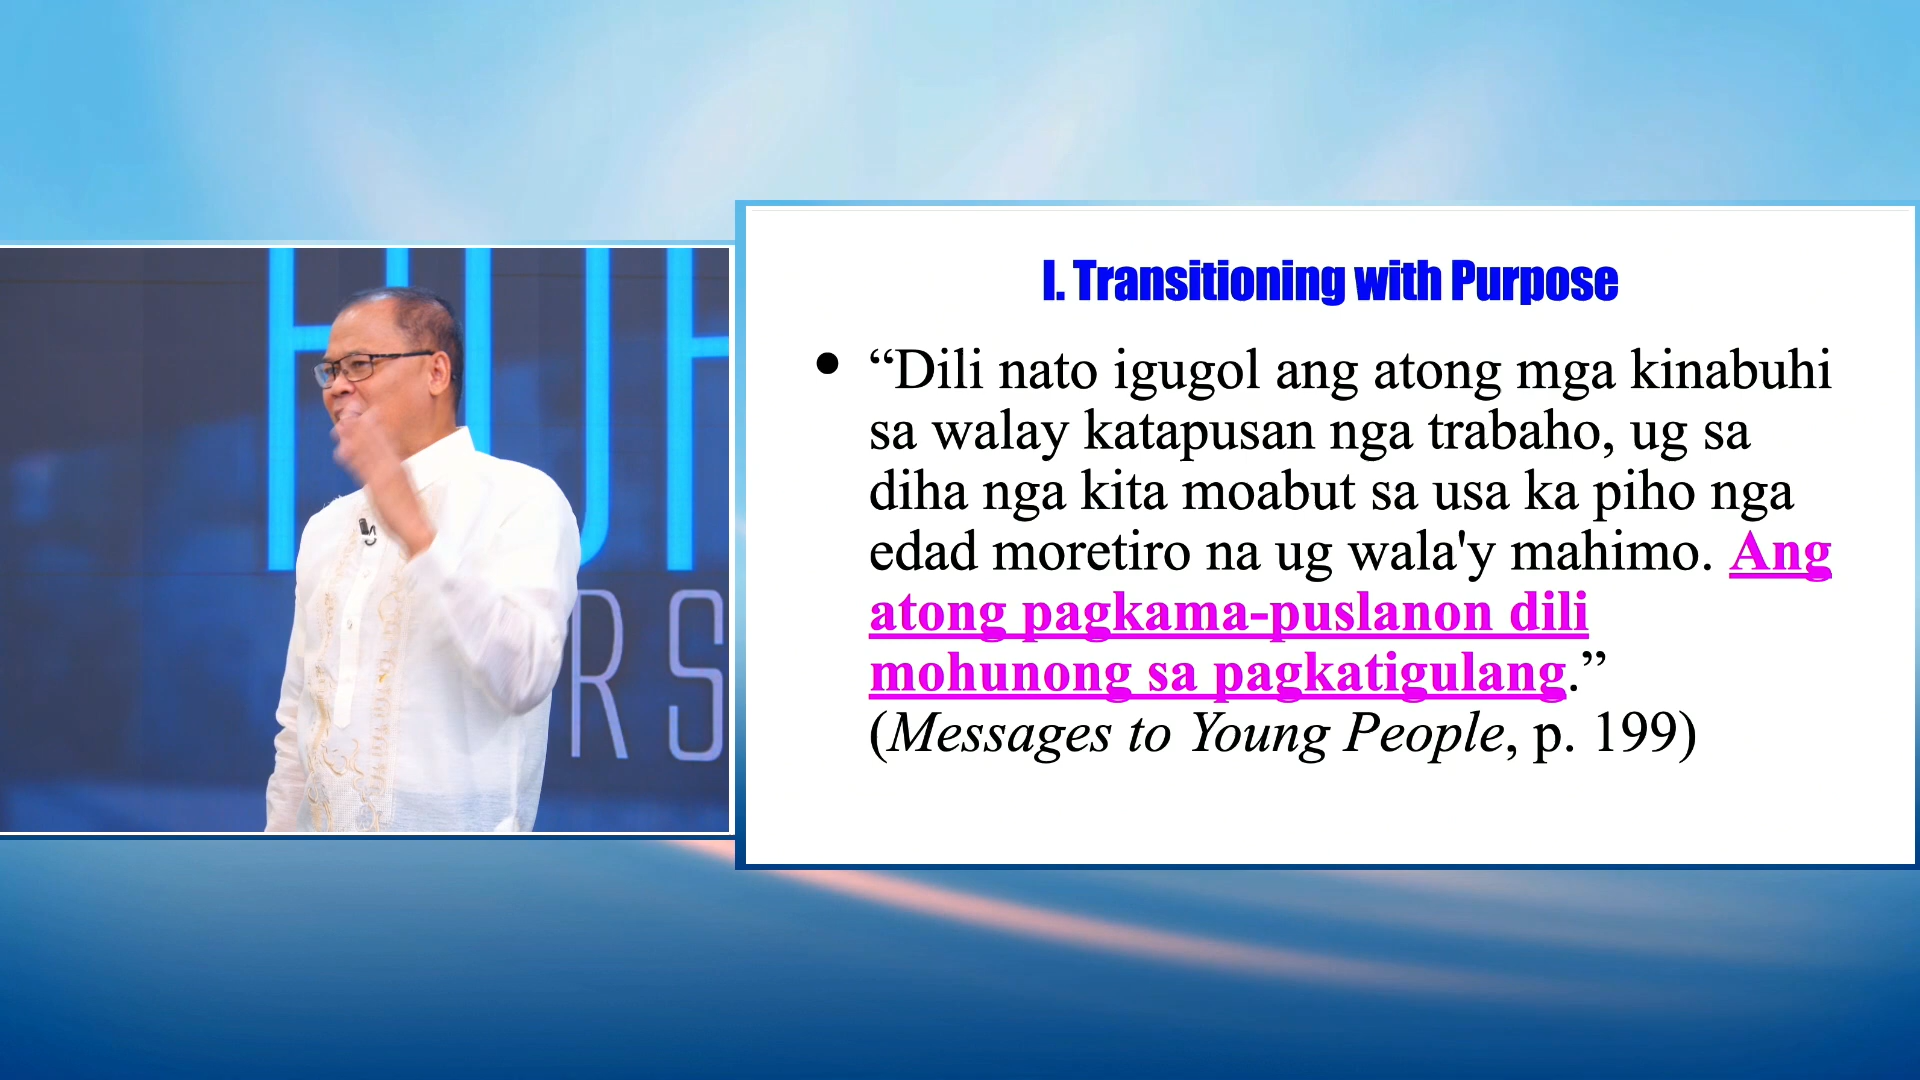 I. Transitioning with Purpose
• “Dili nato igugol ang atong mga kinabuhi
sa walay katapusan nga trabaho, ug sa
diha nga kita moabut sa usa ka piho nga
edad moretiro na ug wala'y mahimo. Ang
atong pagkama-puslanon dili
mohunong sa pagkatigulang.”
(Messages to Young People, p. 199)
RS